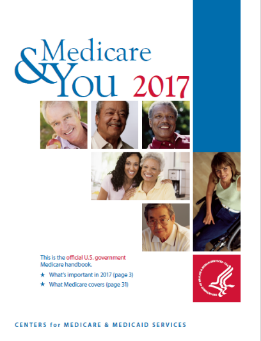 Medicare
&You 2017
This is the official U.S. government
Medicare handbook.
★ What's important in 2017 (page 3)
★ What Medicare covers (page 31)
CENTERS for MEDICARE & MEDICAID SERVICES